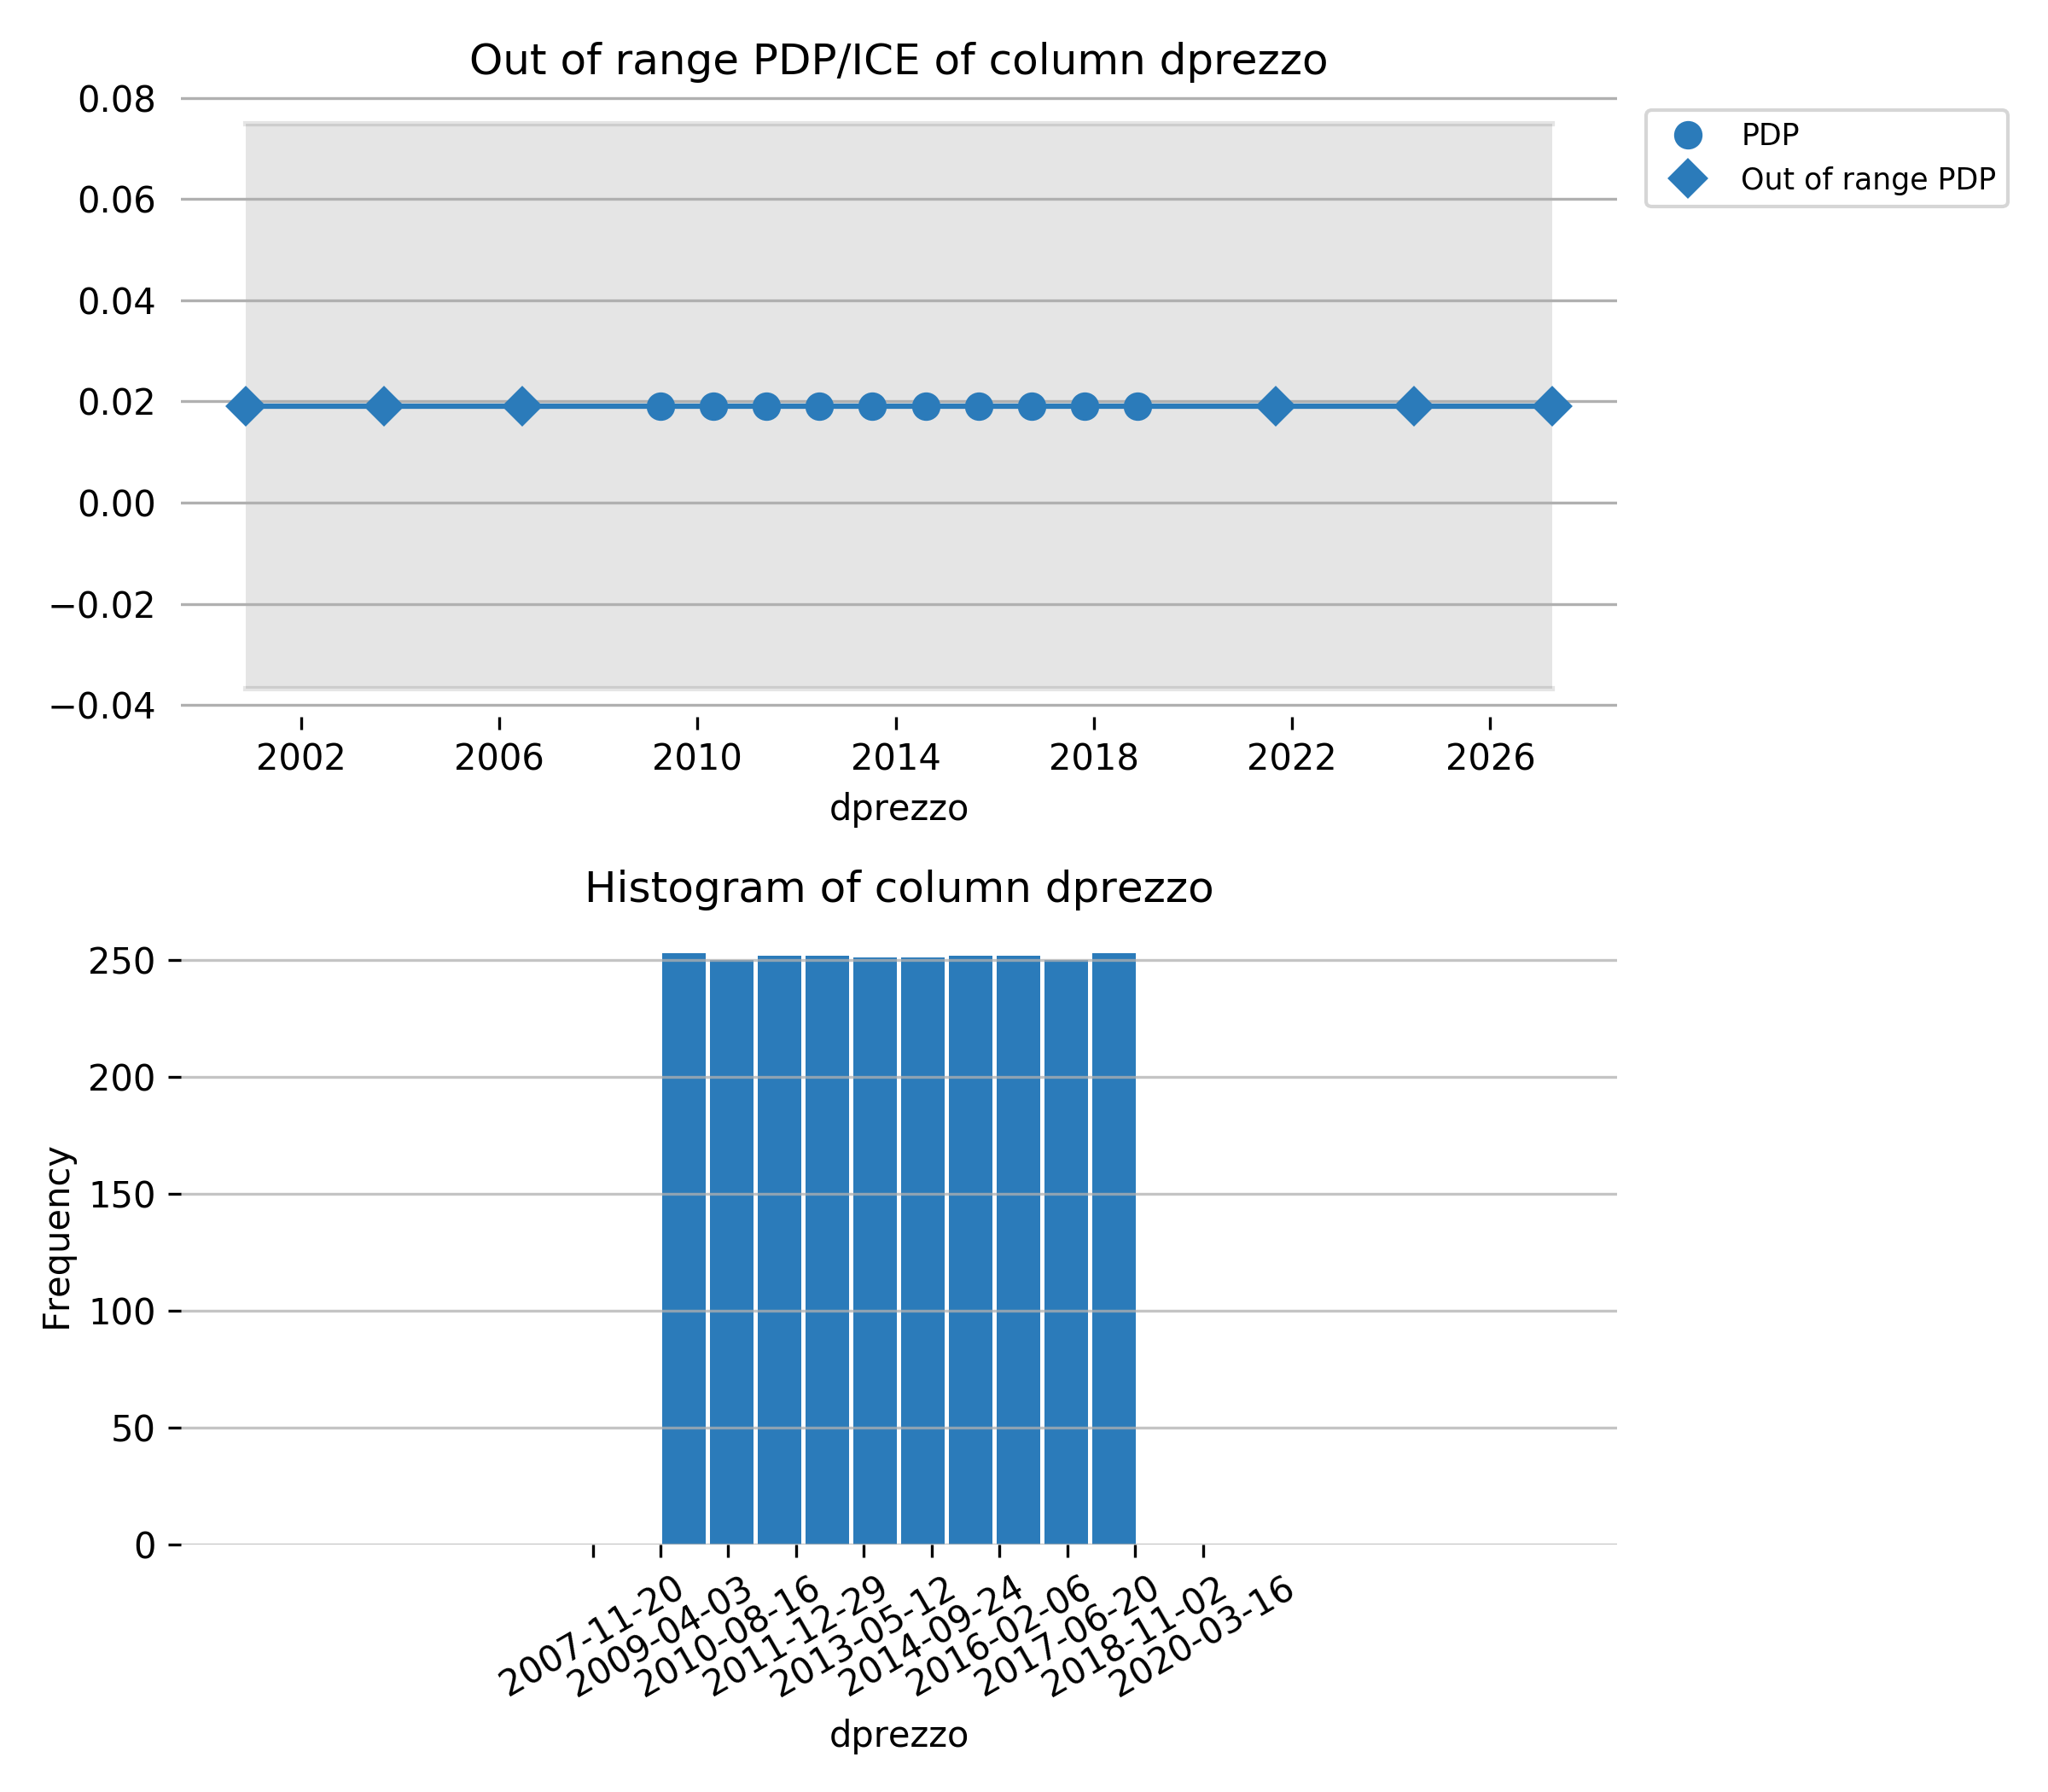 Out of range PDP/ICE of column dprezzo
0.08
0.06
0.04
0.02
0.00
−0.02
−0.04
PDP
Out of range PDP
2002 2006 2010 2014 2018 2022 2026
dprezzo
Histogram of column dprezzo
250
200
150
100
50
0
Frequency
2007-11-20
2009-04-03
2010-08-16
2011-12-29
2013-05-12
2014-09-24
2016-02-06
2017-06-20
2018-11-02
2020-03-16
dprezzo